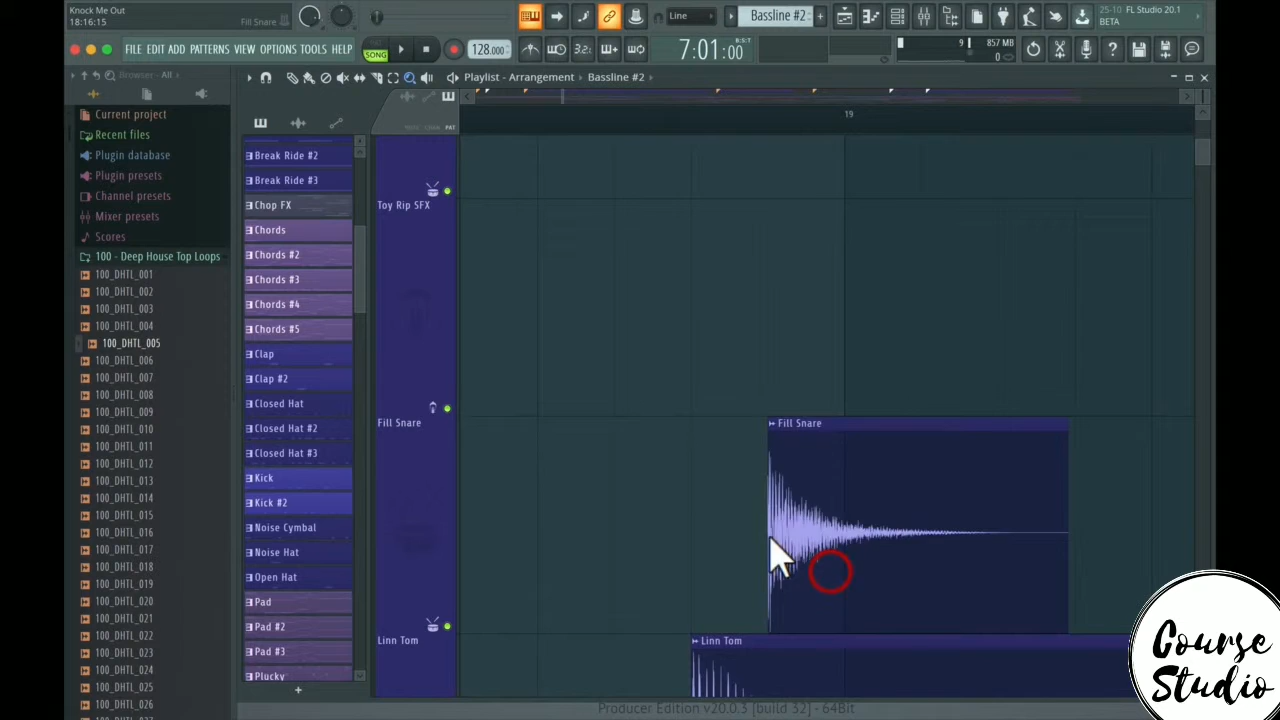 Knock Me Out
18:16:15
Fill Snare
Line
Bassline #2
25-10 FL Studio 20.1
BETA
FILE EDIT ADD PATTERNS VIEW OPTIONS TOOLS HELP
SONG
128.000
3.2:
7:01:00
B:S:T
9
857 MB
0
Browser - All
Playlist - Arrangement › Bassline #2 ›
Current project
Recent files
Plugin database
Plugin presets
Channel presets
Mixer presets
Scores
100 - Deep House Top Loops
100_DHTL_001
100_DHTL_002
100_DHTL_003
100_DHTL_004
100_DHTL_005
100_DHTL_006
100_DHTL_007
100_DHTL_008
100_DHTL_009
100_DHTL_010
100_DHTL_011
100_DHTL_012
100_DHTL_013
100_DHTL_014
100_DHTL_015
100_DHTL_016
100_DHTL_017
100_DHTL_018
100_DHTL_019
100_DHTL_020
100_DHTL_021
100_DHTL_022
100_DHTL_023
100_DHTL_024
100_DHTL_025
100_DHTL_026
Break Ride #2
Break Ride #3
Chop FX
Chords
Chords #2
Chords #3
Chords #4
Chords #5
Clap
Clap #2
Closed Hat
Closed Hat #2
Closed Hat #3
Kick
Kick #2
Noise Cymbal
Noise Hat
Open Hat
Pad
Pad #2
Pad #3
Plucky
PAT
19
Toy Rip SFX
Fill Snare
Linn Tom
Fill Snare
Linn Tom
Producer Edition v20.0.3 [build 32] - 64Bit
Course
Studio